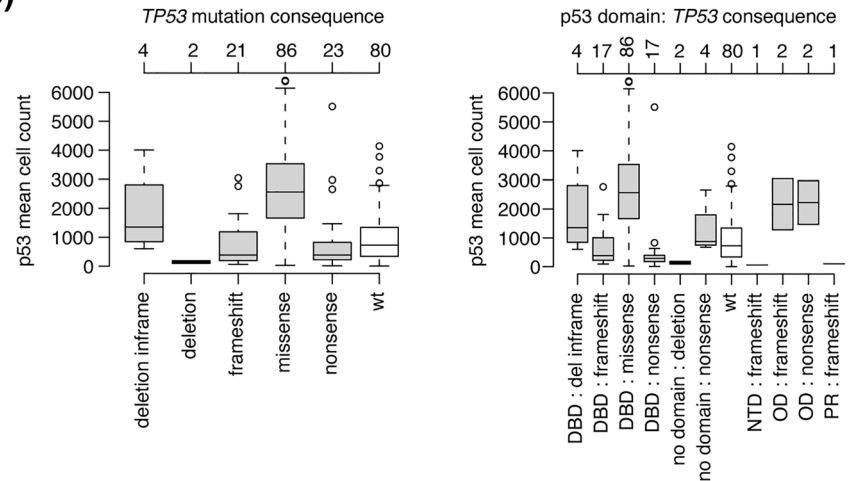 )
TP53 mutation consequence
4 2 21 86 23 80
p53 mean cell count
6000
5000
4000
3000
2000
1000
0
deletion inframe
deletion
frameshift
missense
nonsense
wt
p53 domain: TP53 consequence
4 17 86 17 2 4 80 1 2 2 1
p53 mean cell count
6000
5000
4000
3000
2000
1000
0
DBD : del inframe
DBD : frameshift
DBD : missense
DBD : nonsense
no domain : deletion
no domain : nonsense
wt
NTD : frameshift
OD : frameshift
OD : nonsense
PR : frameshift